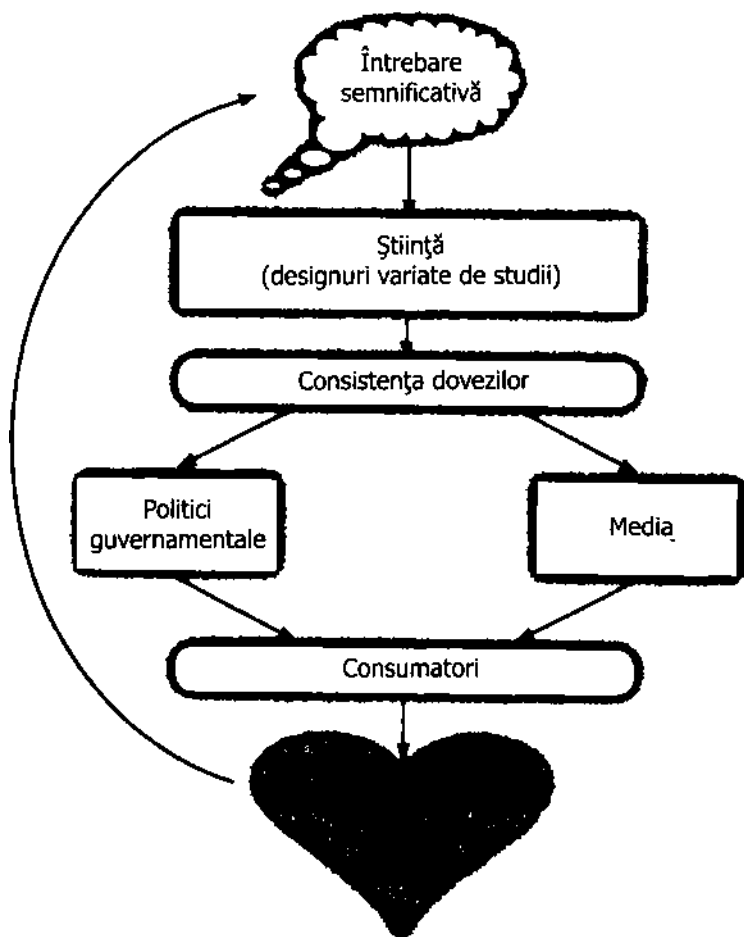 Întrebare
semnificativă
Ştiinţă
(designuri variate de studii)
Consistenţa dovezilor
Politici
guvernamentale
Media
Consumatori